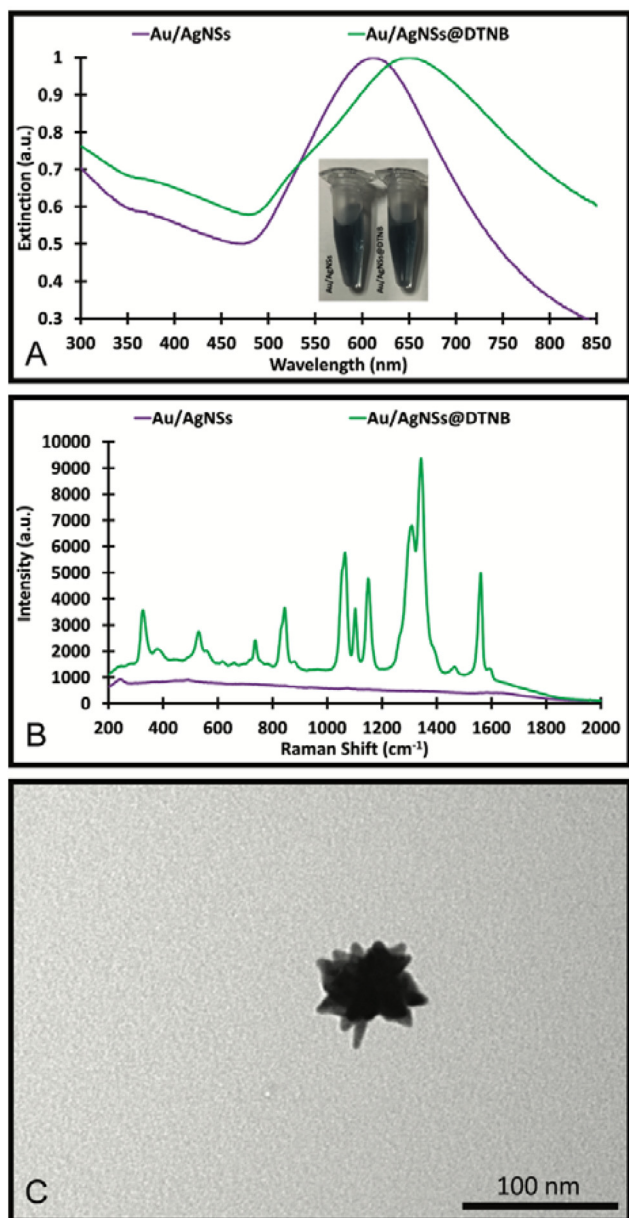 Au/AgNSs Au/AgNSs@DTNB
Extinction (a.u.)
1
0.9
0.8
0.7
0.6
0.5
0.4
0.3
Au/AgNSs
Au/AgNSs@DTNB
300 350 400 450 500 550 600 650 700 750 800 850
Wavelength (nm)
A
Au/AgNSs Au/AgNSs@DTNB
Intensity (a.u.)
10000
9000
8000
7000
6000
5000
4000
3000
2000
1000
0
200 400 600 800 1000 1200 1400 1600 1800 2000
Raman Shift (cm⁻¹)
B
C
100 nm